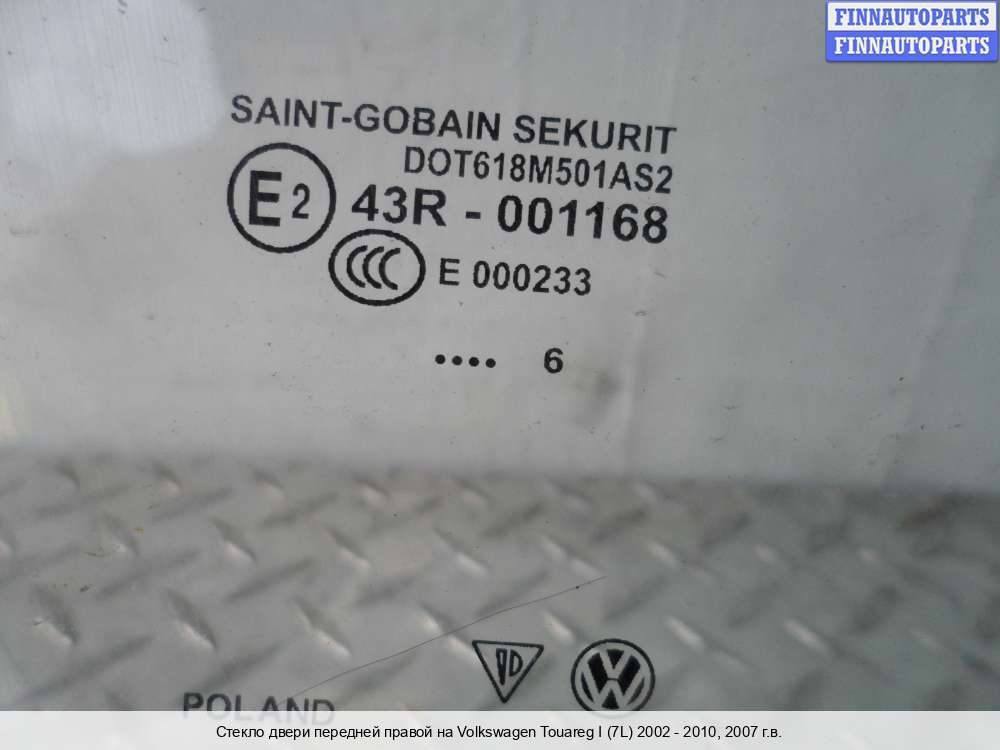 FINNAUTOPARTS
FINNAUTOPARTS
SAINT-GOBAIN SEKURIT
DOT618M501AS2
E2 43R - 001168
CCC E 000233
•••• 6
POLAND
Стекло двери передней правой на Volkswagen Touareg I (7L) 2002 - 2010, 2007 г.в.